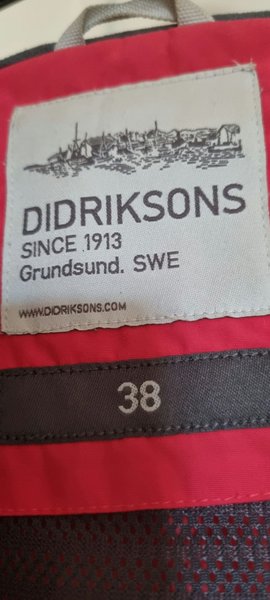 DIDRIKSONS
SINCE 1913
Grundsund. SWE
WWW.DIDRIKSONS.COM
38